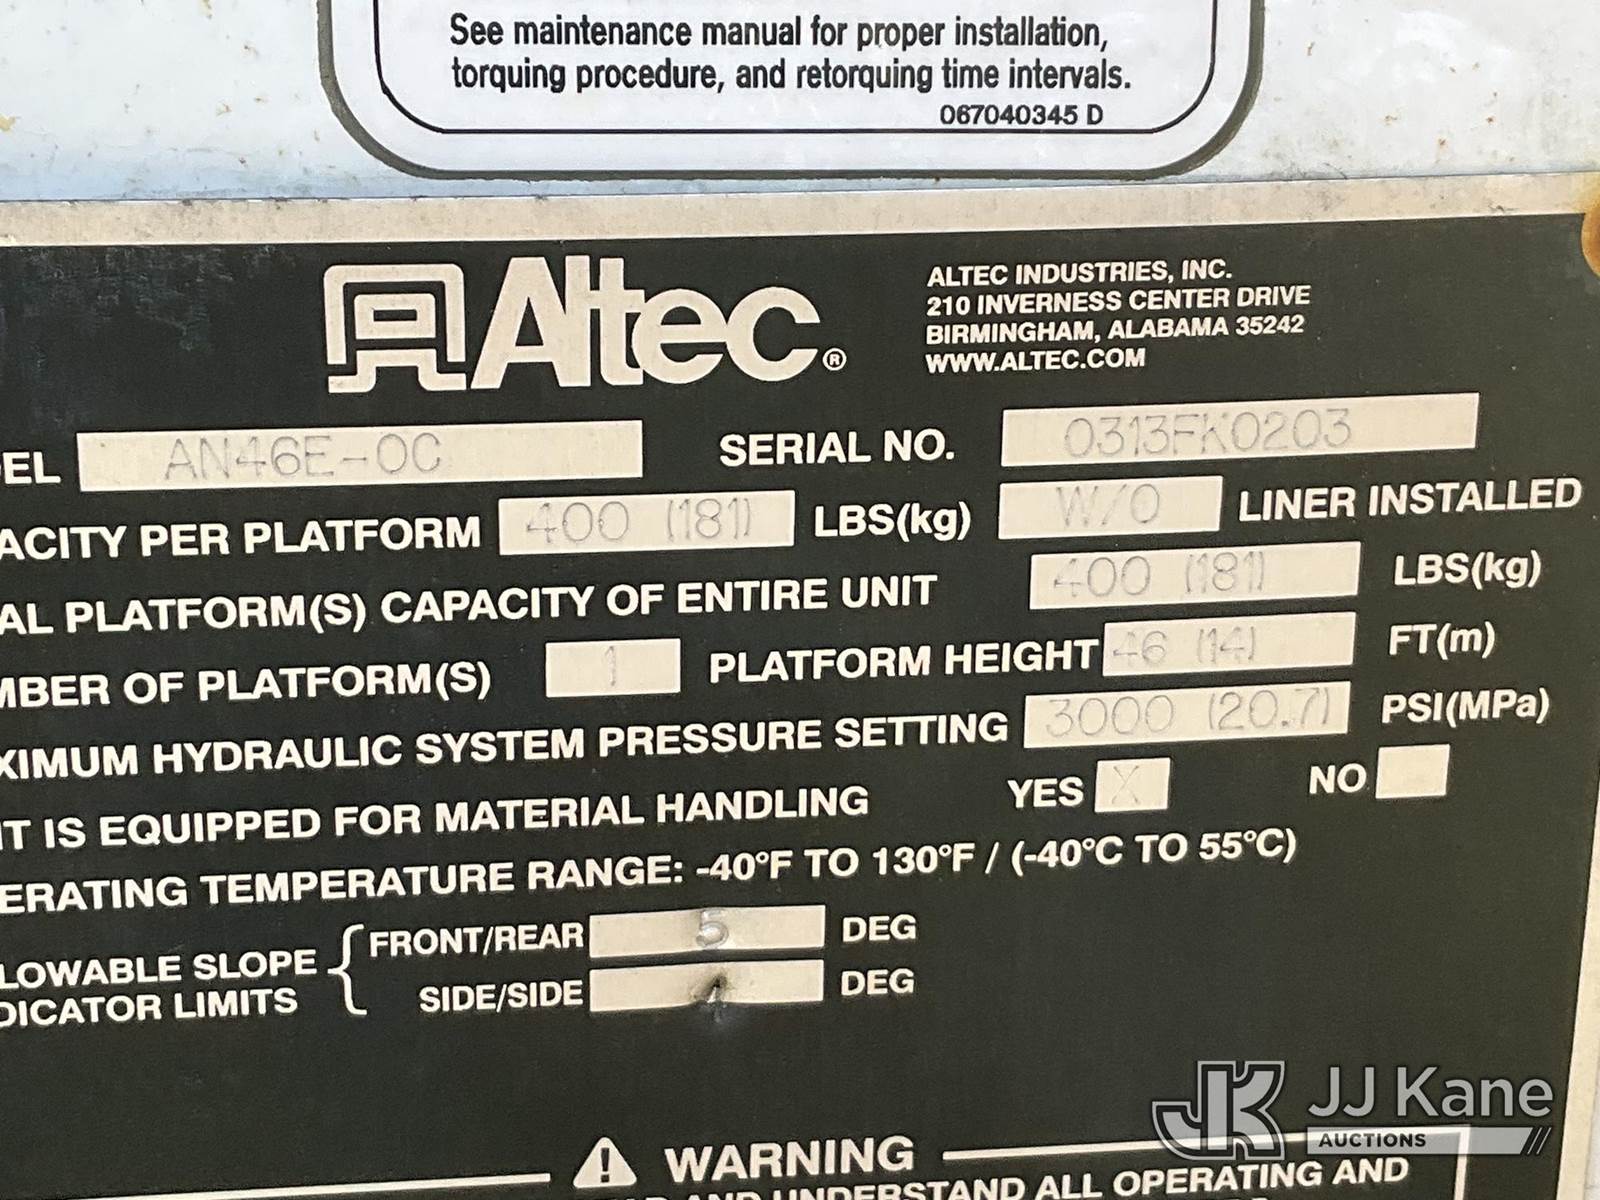 See maintenance manual for proper installation,
torquing procedure, and retorquing time intervals.
067040345 D
Altec®
ALTEC INDUSTRIES, INC.
210 INVERNESS CENTER DRIVE
BIRMINGHAM, ALABAMA 35242
WWW.ALTEC.COM
EL AN46E-OC SERIAL NO. 0313FK0203
ACITY PER PLATFORM 400 (181) LBS(kg) W/O LINER INSTALLED
AL PLATFORM(S) CAPACITY OF ENTIRE UNIT 400 (181) LBS(kg)
MBER OF PLATFORM(S) 1 PLATFORM HEIGHT 46 (14) FT(m)
XIMUM HYDRAULIC SYSTEM PRESSURE SETTING 3000 (20.7) PSI(MPa)
IT IS EQUIPPED FOR MATERIAL HANDLING YES X NO
ERATING TEMPERATURE RANGE: -40°F TO 130°F / (-40°C TO 55°C)
LOWABLE SLOPE
DICATOR LIMITS
FRONT/REAR 5 DEG
SIDE/SIDE DEG
JK JJ Kane
AUCTIONS
WARNING
AND UNDERSTAND ALL OPERATING AND